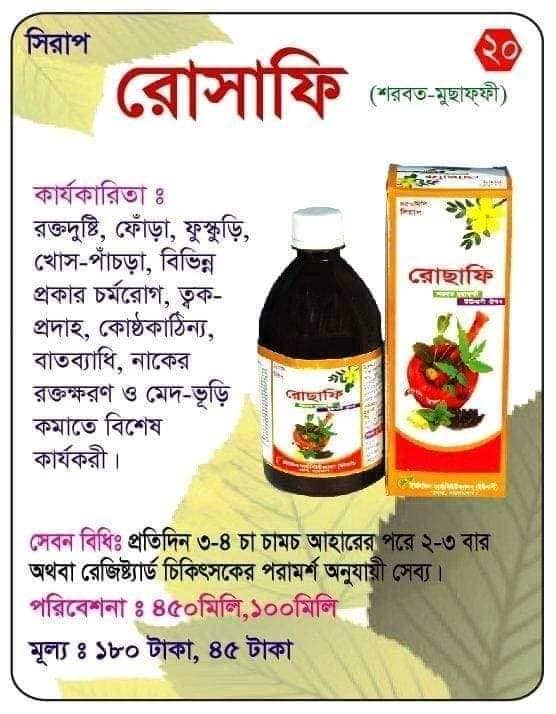 সিরাপ
২০
রোসাফি
(শরবত-মুছাফ্ফী)
কার্যকারিতা ঃ
রক্তদুষ্টি, ফোঁড়া, ফুস্কুড়ি,
খোস-পাঁচড়া, বিভিন্ন
প্রকার চর্মরোগ, ত্বক-
প্রদাহ, কোষ্ঠকাঠিন্য,
বাতব্যাধি, নাকের
রক্তক্ষরণ ও মেদ-ভূড়ি
কমাতে বিশেষ
কার্যকরী।
৪৫০মিলি
সিরাপ
রোছাফি
রোছাফি
সেবন বিধিঃ প্রতিদিন ৩-৪ চা চামচ আহারের পরে ২-৩ বার
অথবা রেজিষ্ট্যার্ড চিকিৎসকের পরামর্শ অনুযায়ী সেব্য।
পরিবেশনা ঃ ৪৫০মিলি,১০০মিলি
মূল্য ঃ ১৮০ টাকা, ৪৫ টাকা